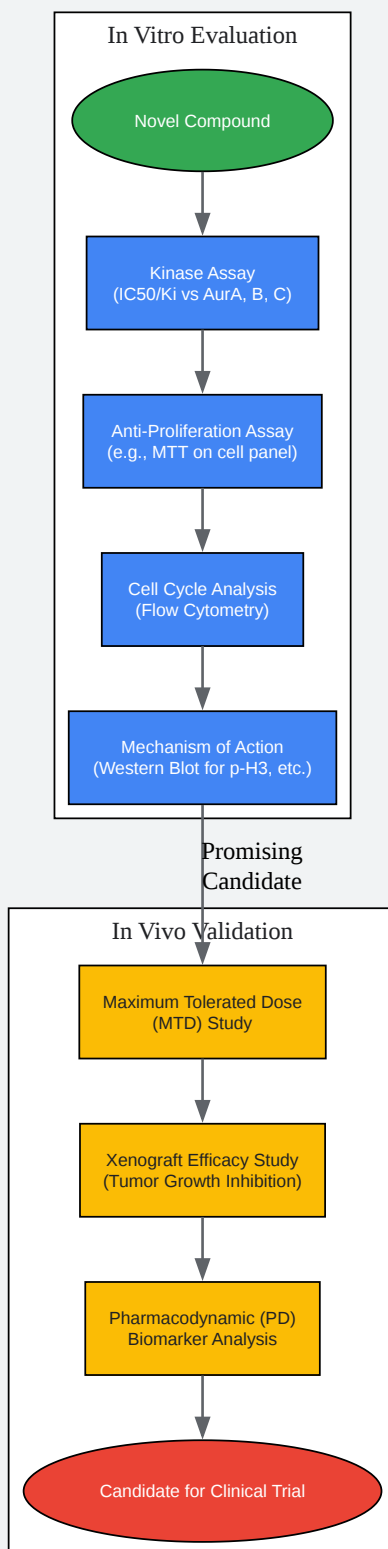 In Vitro Evaluation
Novel Compound
Kinase Assay
(IC50/Ki vs AurA, B, C)
Anti-Proliferation Assay
(e.g., MTT on cell panel)
Cell Cycle Analysis
(Flow Cytometry)
Mechanism of Action
(Western Blot for p-H3, etc.)
Promising
Candidate
In Vivo Validation
Maximum Tolerated Dose
(MTD) Study
Xenograft Efficacy Study
(Tumor Growth Inhibition)
Pharmacodynamic (PD)
Biomarker Analysis
Candidate for Clinical Trial